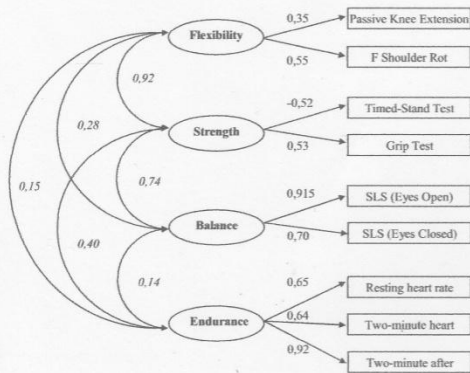 0,35
Passive Knee Extension
Flexibility
0,55
F Shoulder Rot
0,92
-0,52
Timed-Stand Test
0,28
Strength
0,53
Grip Test
0,15
0,74
0,915
SLS (Eyes Open)
Balance
0,40
0,70
SLS (Eyes Closed)
0,14
0,65
Resting heart rate
Endurance
0,64
Two-minute heart
0,92
Two-minute after